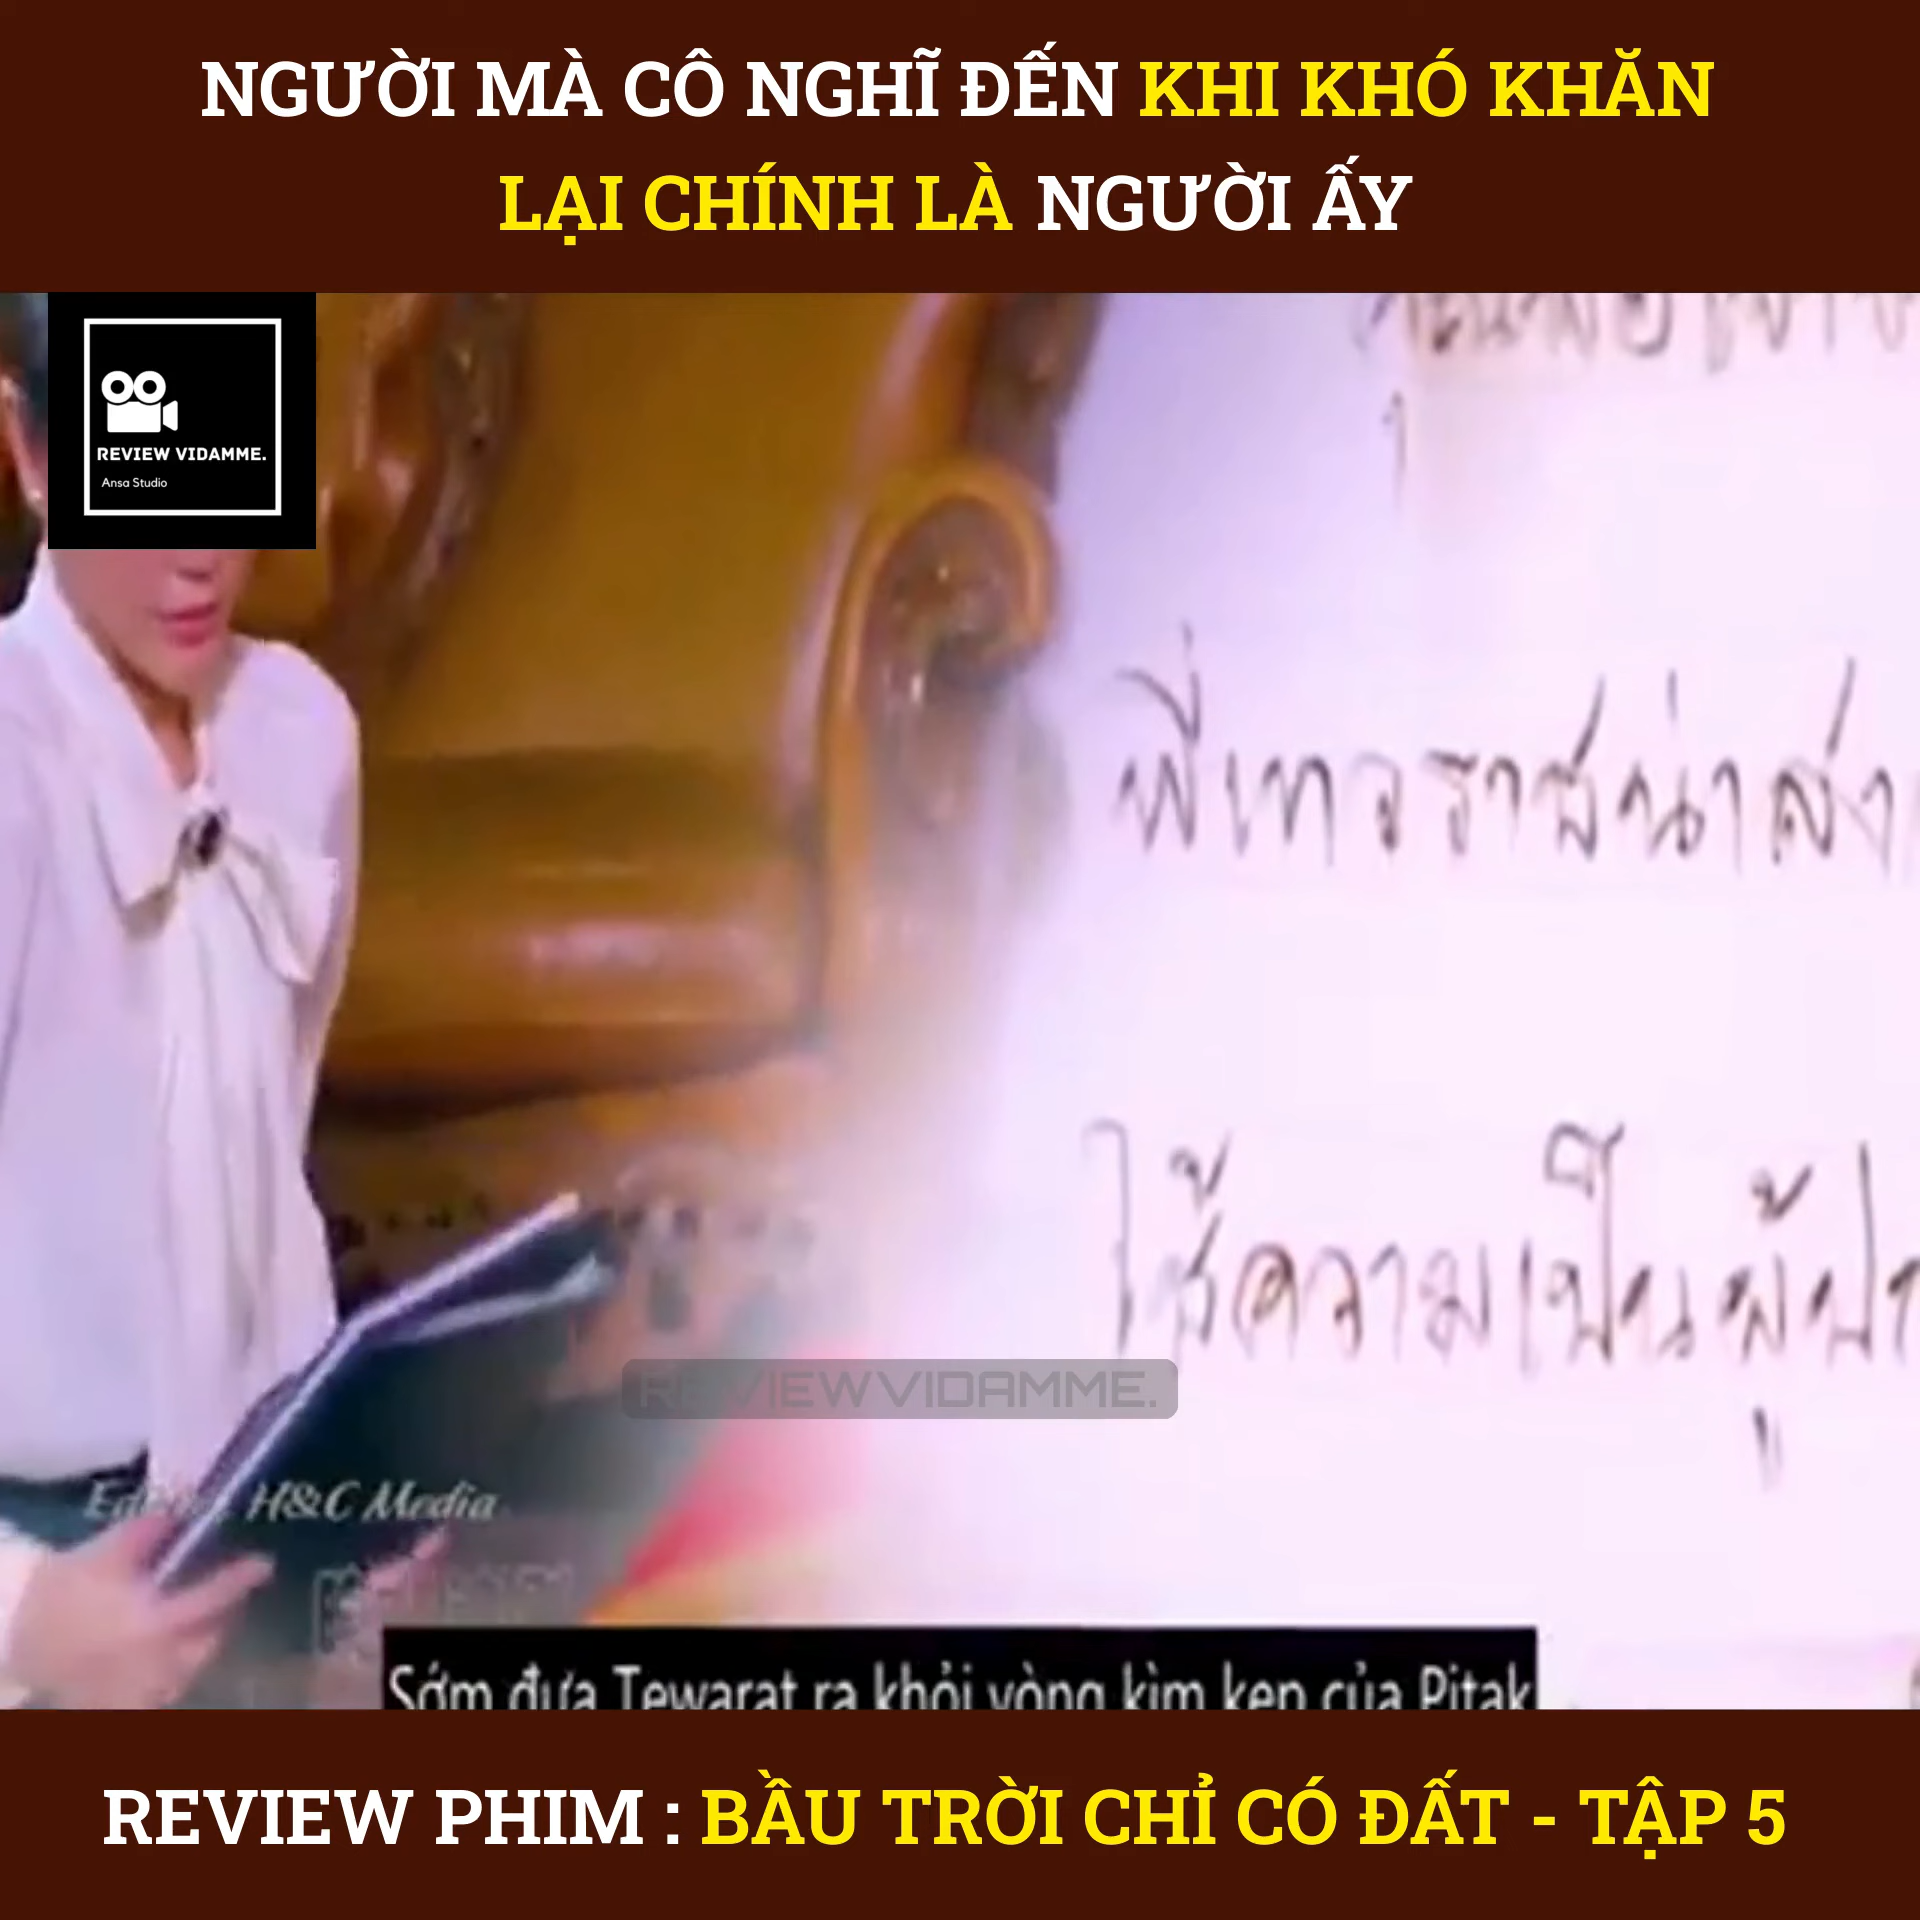 NGƯỜI MÀ CÔ NGHĨ ĐẾN KHI KHÓ KHĂN
LẠI CHÍNH LÀ NGƯỜI ẤY
REVIEW VIDAMME.
Ansa Studio
พี่เทวราชน่าสง
ใช้ความเป็นผู้ป
REVIEWVIDAMME.
H&C Media
Sớm đưa Tewarat ra khỏi vòng kìm kẹp của Pitak
REVIEW PHIM : BẦU TRỜI CHỈ CÓ ĐẤT - TẬP 5